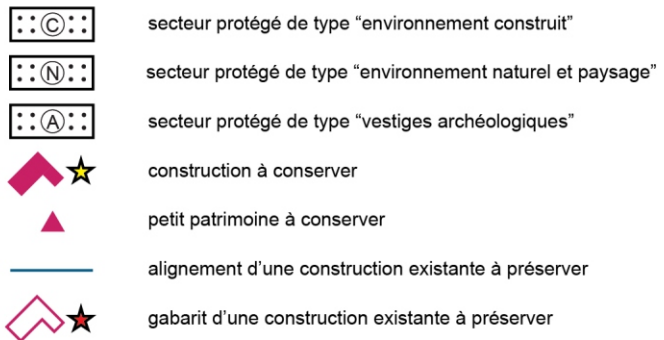 C secteur protégé de type “environnement construit”
N secteur protégé de type “environnement naturel et paysage”
A secteur protégé de type “vestiges archéologiques”
construction à conserver
petit patrimoine à conserver
alignement d’une construction existante à préserver
gabarit d’une construction existante à préserver